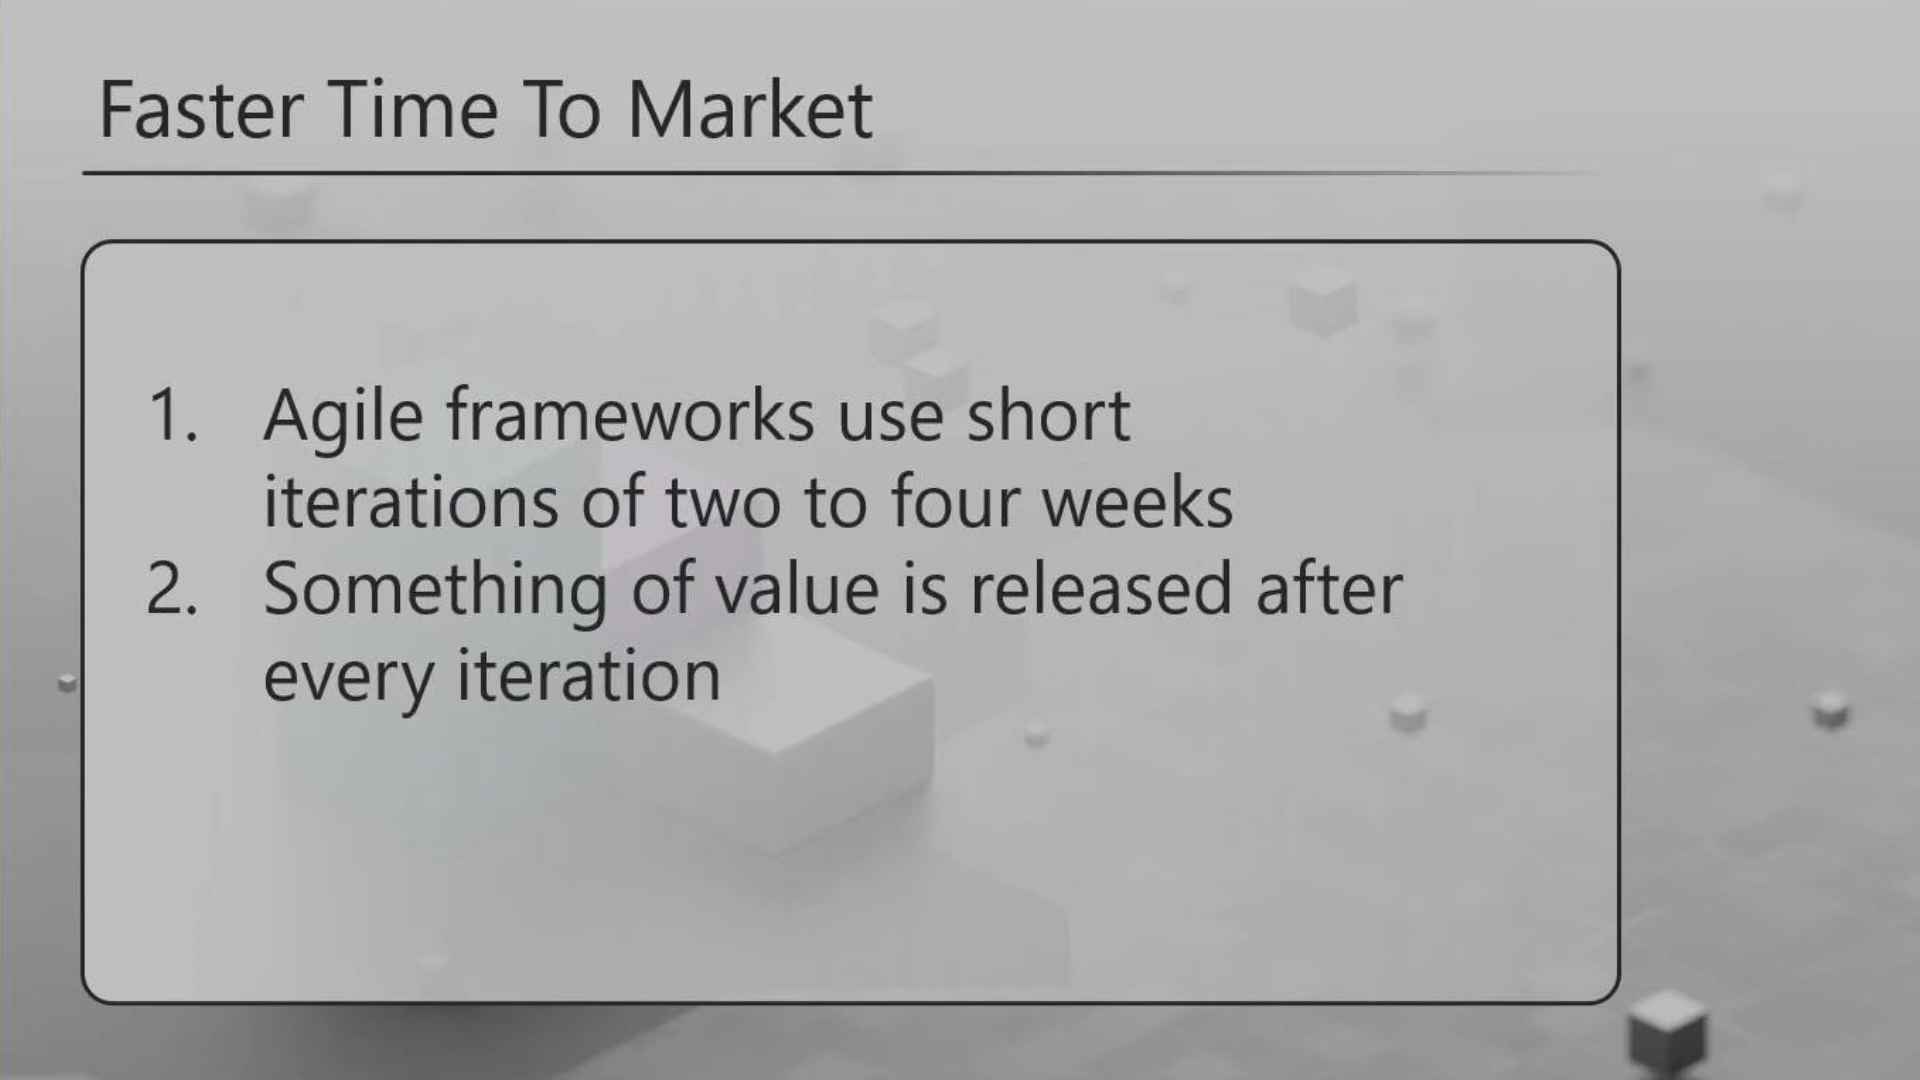 Faster Time To Market
1. Agile frameworks use short
iterations of two to four weeks
2. Something of value is released after
every iteration